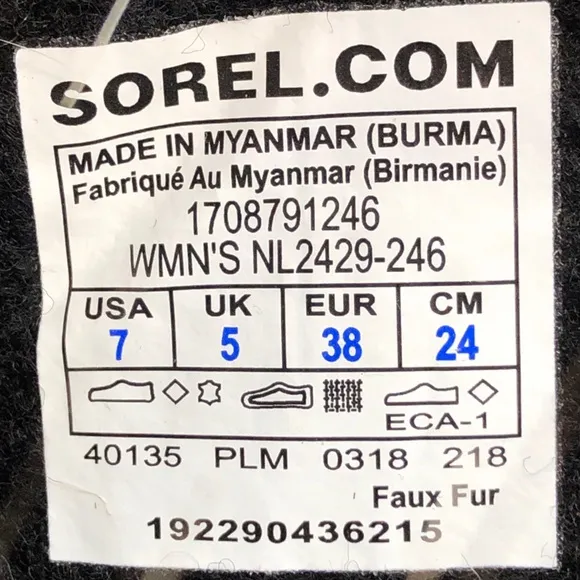 SOREL.COM
MADE IN MYANMAR (BURMA)
Fabriqué Au Myanmar (Birmanie)
1708791246
WMN'S NL2429-246
USA UK EUR CM
7 5 38 24
ECA-1
40135 PLM 0318 218
Faux Fur
192290436215